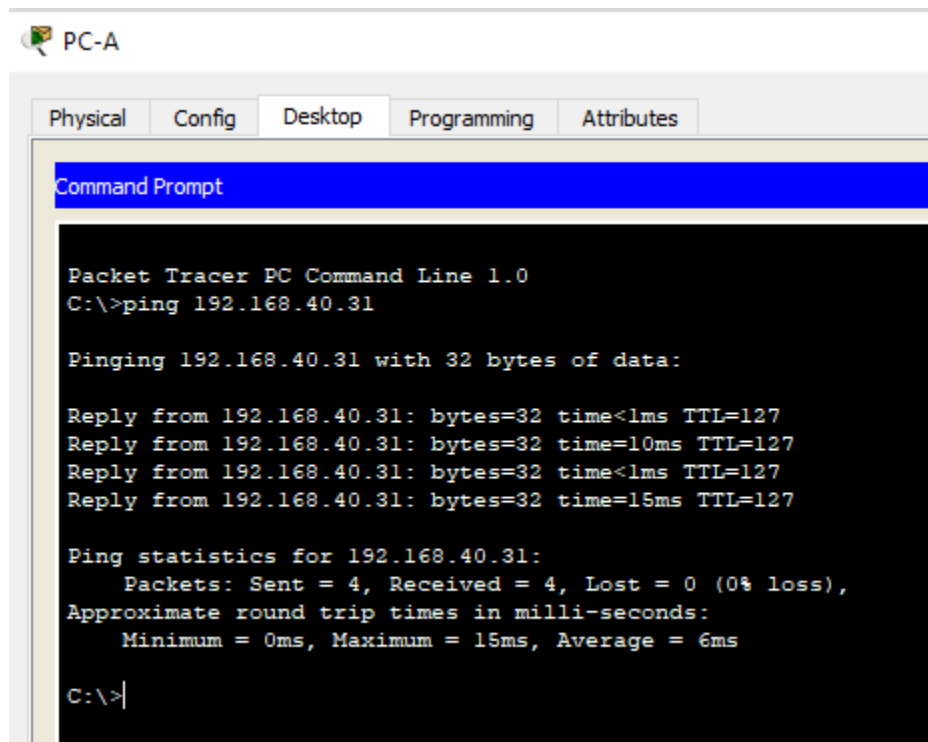 PC-A
Physical Config Desktop Programming Attributes
Command Prompt
Packet Tracer PC Command Line 1.0
C:\>ping 192.168.40.31
Pinging 192.168.40.31 with 32 bytes of data:
Reply from 192.168.40.31: bytes=32 time<1ms TTL=127
Reply from 192.168.40.31: bytes=32 time=10ms TTL=127
Reply from 192.168.40.31: bytes=32 time<1ms TTL=127
Reply from 192.168.40.31: bytes=32 time=15ms TTL=127
Ping statistics for 192.168.40.31:
Packets: Sent = 4, Received = 4, Lost = 0 (0% loss),
Approximate round trip times in milli-seconds:
Minimum = 0ms, Maximum = 15ms, Average = 6ms
C:\>